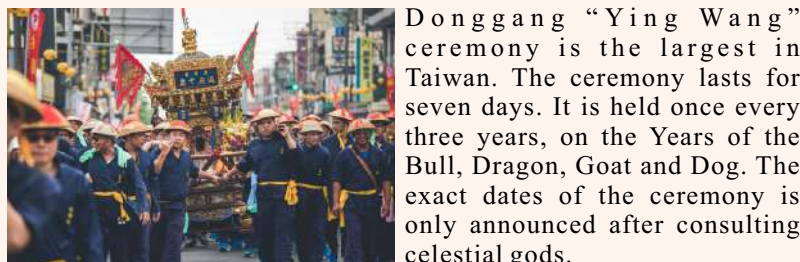 Donggang “Ying Wang”
ceremony is the largest in
Taiwan. The ceremony lasts for
seven days. It is held once every
three years, on the Years of the
Bull, Dragon, Goat and Dog. The
exact dates of the ceremony is
only announced after consulting
celestial gods.